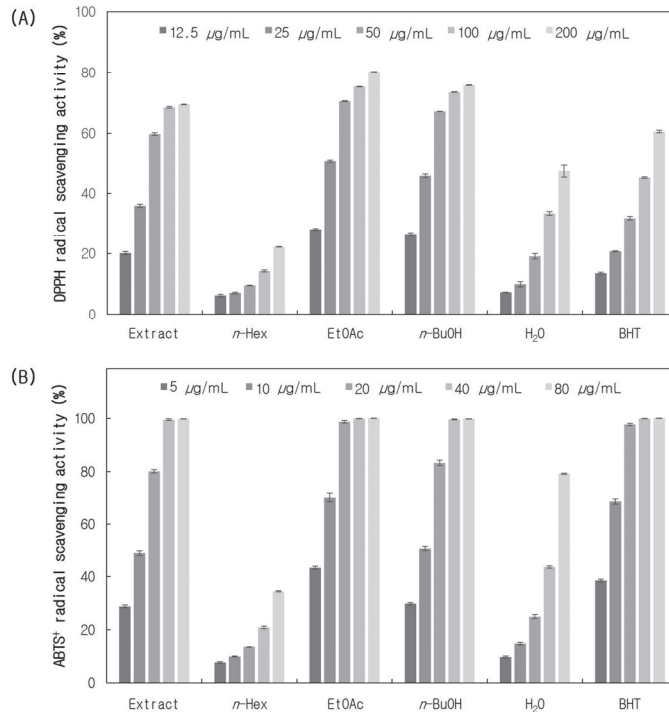 (A)
DPPH radical scavenging activity (%)
100
80
60
40
20
0
12.5 µg/mL 25 µg/mL 50 µg/mL 100 µg/mL 200 µg/mL
Extract n-Hex EtOAc n-BuOH H₂O BHT
(B)
ABTS⁺ radical scavenging activity (%)
100
80
60
40
20
0
5 µg/mL 10 µg/mL 20 µg/mL 40 µg/mL 80 µg/mL
Extract n-Hex EtOAc n-BuOH H₂O BHT